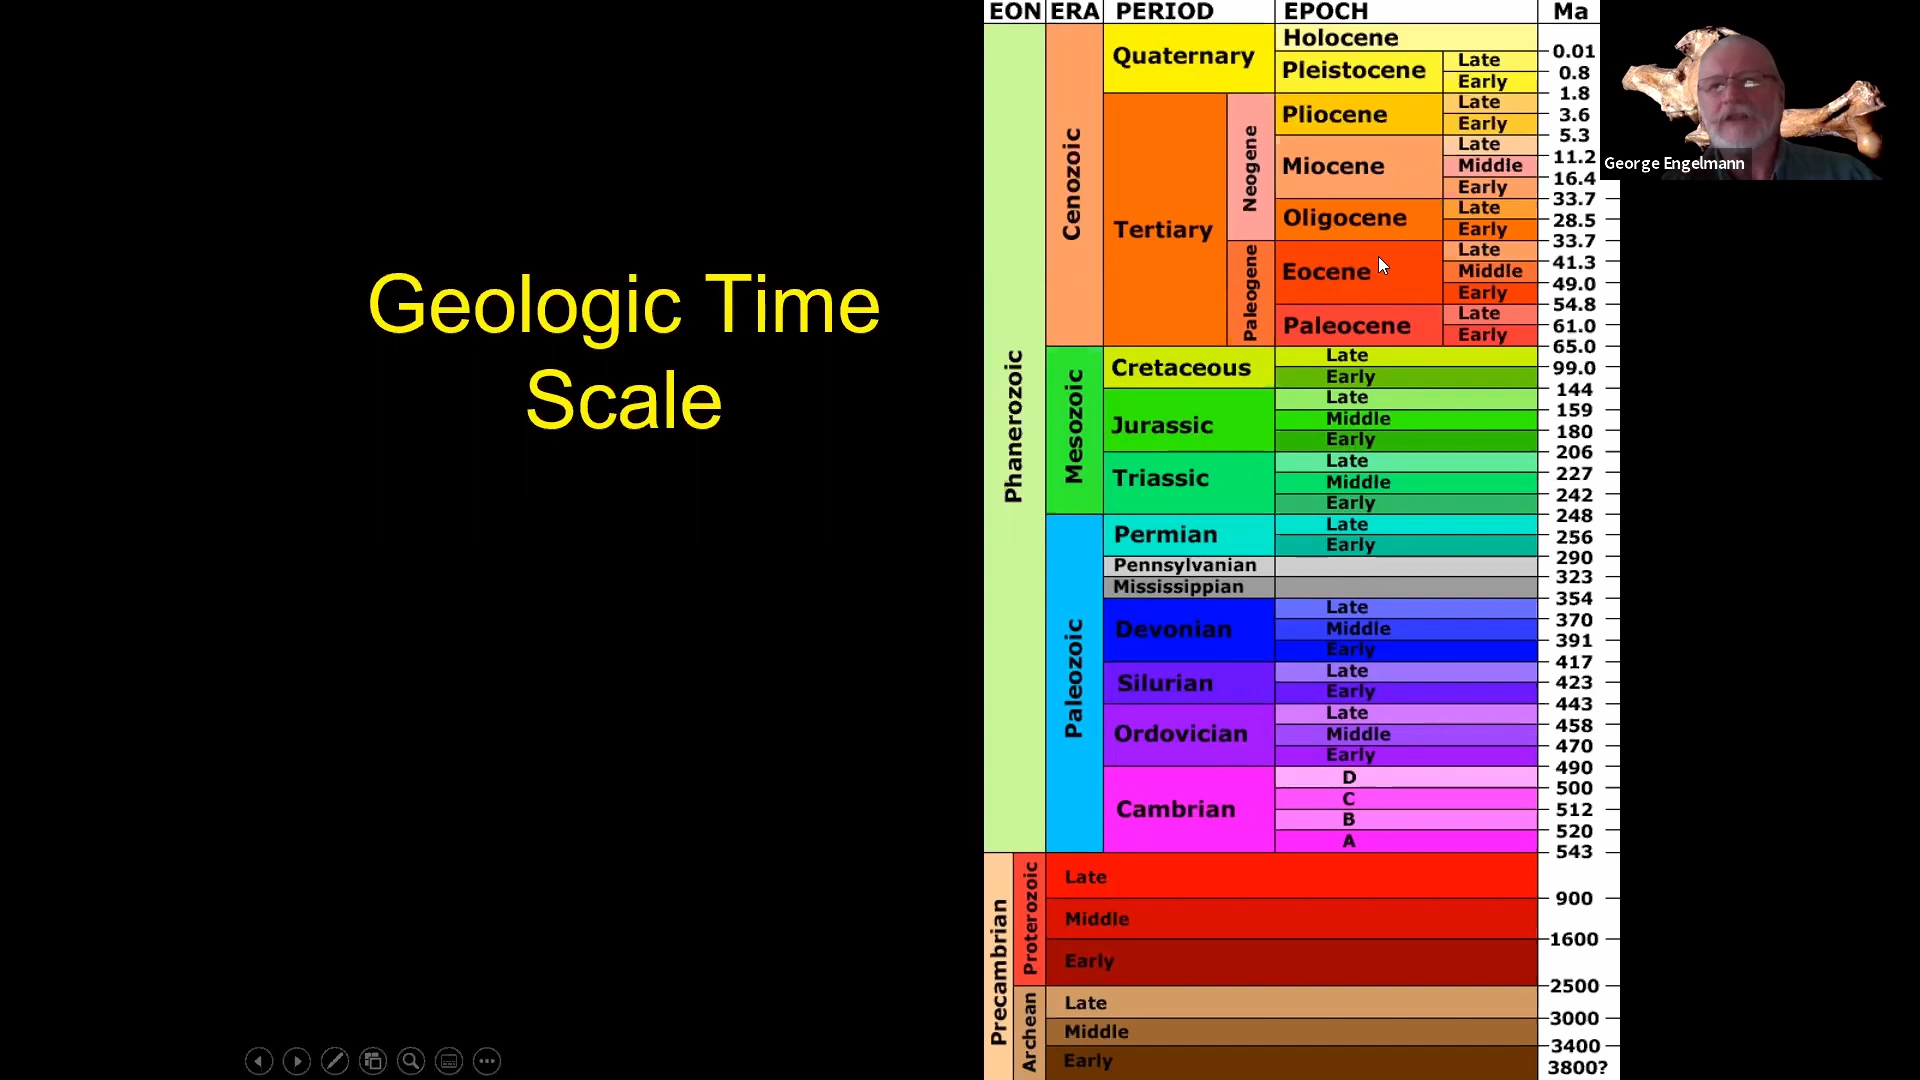 Geologic Time
Scale
EON ERA PERIOD EPOCH Ma
Phanerozoic
Cenozoic
Quaternary
Holocene
0.01
Pleistocene
Late
0.8
Early
1.8
Tertiary
Neogene
Pliocene
Late
3.6
Early
5.3
Miocene
Late
11.2
Middle
16.4
Early
33.7
Oligocene
Late
28.5
Early
33.7
Paleogene
Eocene
Late
41.3
Middle
49.0
Early
54.8
Paleocene
Late
61.0
Early
65.0
Mesozoic
Cretaceous
Late
99.0
Early
144
Jurassic
Late
159
Middle
180
Early
206
Triassic
Late
227
Middle
242
Early
248
Paleozoic
Permian
Late
256
Early
290
Pennsylvanian
323
Mississippian
354
Devonian
Late
370
Middle
391
Early
417
Silurian
Late
423
Early
443
Ordovician
Late
458
Middle
470
Early
490
Cambrian
D
500
C
512
B
520
A
543
Precambrian
Proterozoic
Late
900
Middle
1600
Early
2500
Archean
Late
3000
Middle
3400
Early
3800?
George Engelmann